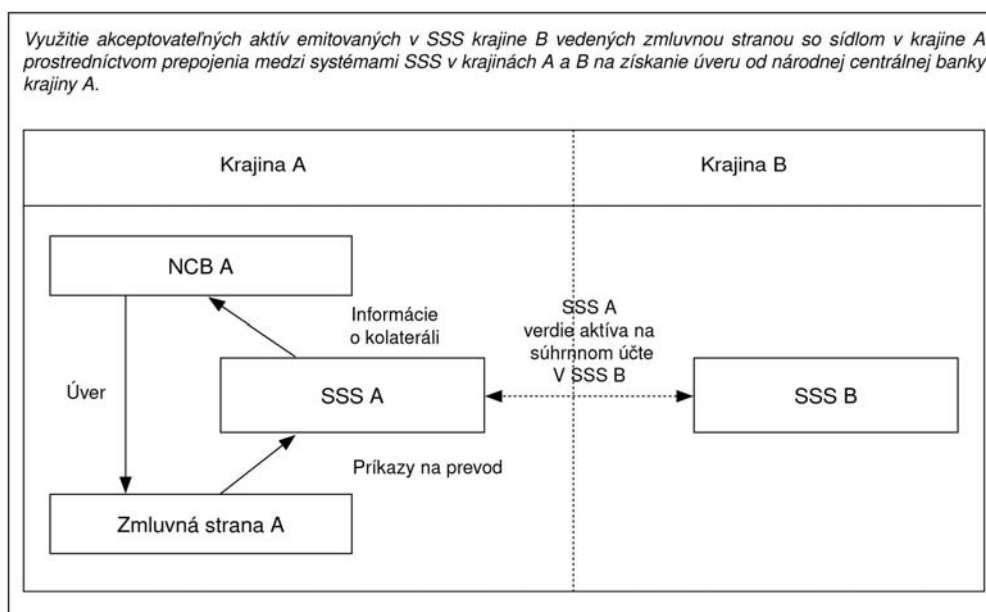 Využitie akceptovateľných aktív emitovaných v SSS krajine B vedených zmluvnou stranou so sídlom v krajine A
prostredníctvom prepojenia medzi systémami SSS v krajinách A a B na získanie úveru od národnej centrálnej banky
krajiny A.
Krajina A
Krajina B
NCB A
Informácie
o kolateráli
SSS A
verdie aktíva na
súhrnnom účte
V SSS B
Úver
SSS A
SSS B
Príkazy na prevod
Zmluvná strana A